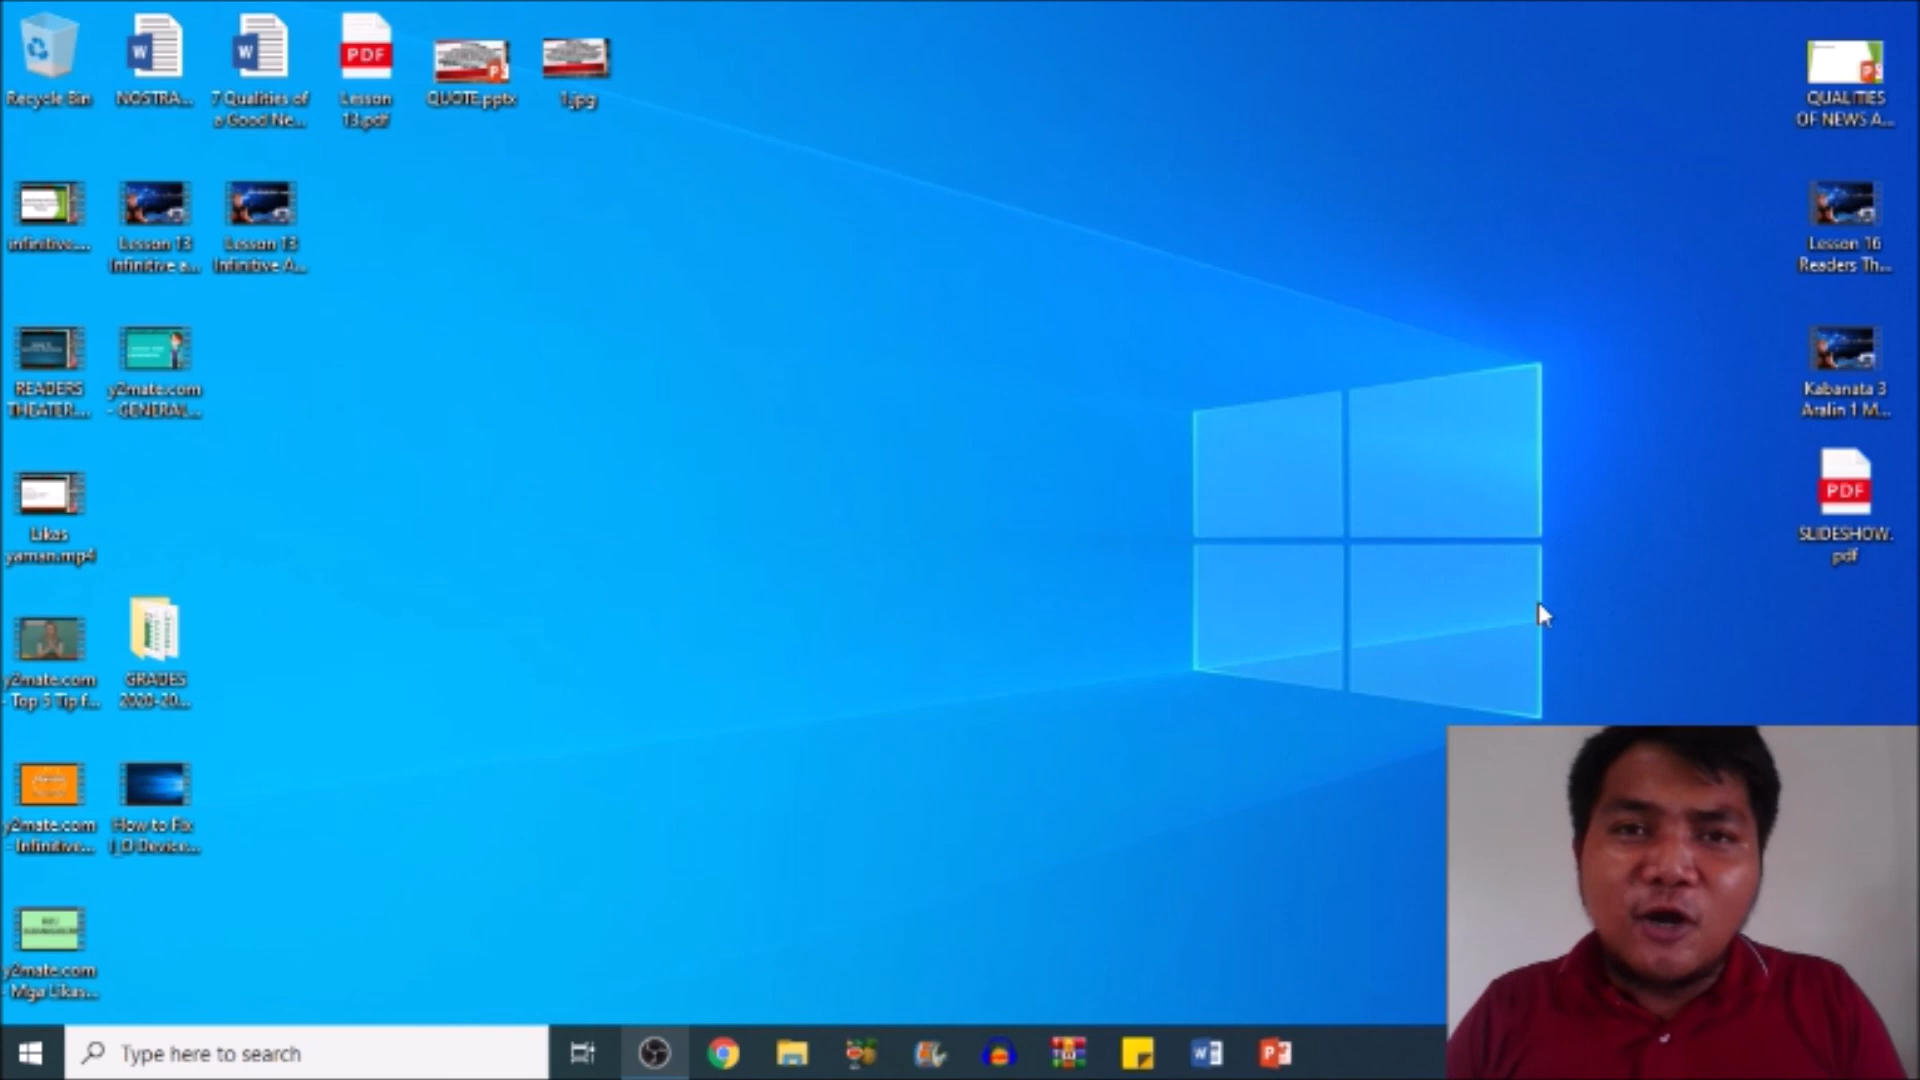 Recycle Bin
NOSTRA...
7 Qualities of
a Good Ne...
Lesson
13.pdf
QUOTE.pptx
1.jpg
QUALITIES
OF NEWS A...
infinitive....
Lesson 13
Infinitive a...
Lesson 13
Infinitive A...
Lesson 16
Readers Th...
READERS
THEATER....
y2mate.com
- GENERAL...
Kabanata 3
Aralin 1 M...
Likas
yaman.mp4
SLIDESHOW.
pdf
y2mate.com
- Top 5 Tip f...
GRADES
2020-20...
y2mate.com
- Infinitive...
How to Fix
I_O Device...
y2mate.com
- Mga Likas...
PDF
PDF
Type here to search